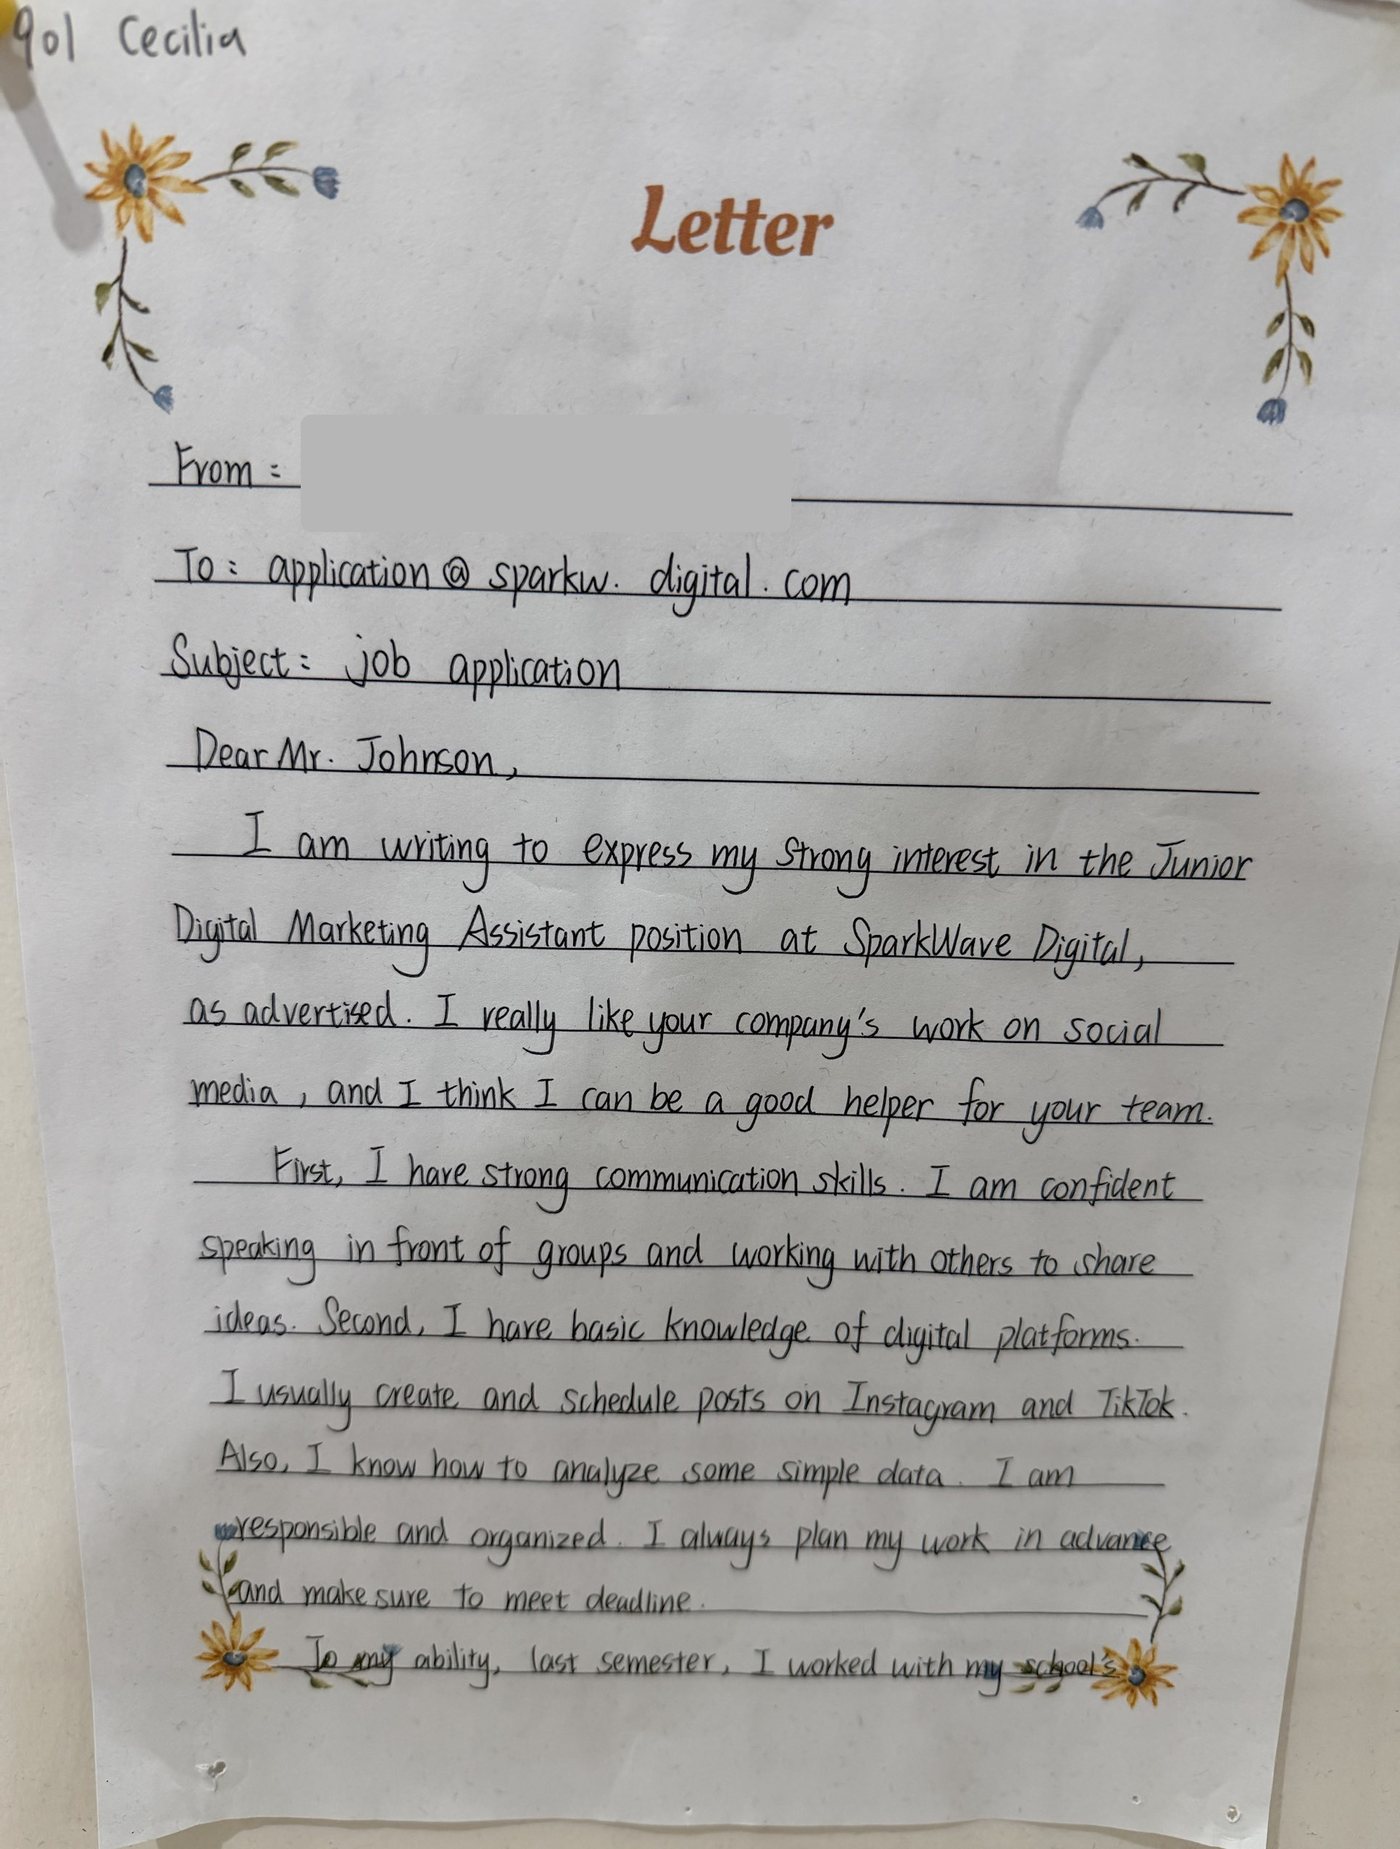 901 Cecilia
Letter
From:
To: application@sparkw.digital.com
Subject: job application
Dear Mr. Johnson,
I am writing to express my strong interest in the Junior
Digital Marketing Assistant position at SparkWave Digital,
as advertised. I really like your company's work on social
media, and I think I can be a good helper for your team.
First, I have strong communication skills. I am confident
speaking in front of groups and working with others to share
ideas. Second, I have basic knowledge of digital platforms.
I usually create and schedule posts on Instagram and TikTok.
Also, I know how to analyze some simple data. I am
responsible and organized. I always plan my work in advance
and make sure to meet deadline.
To my ability, last semester, I worked with my school's